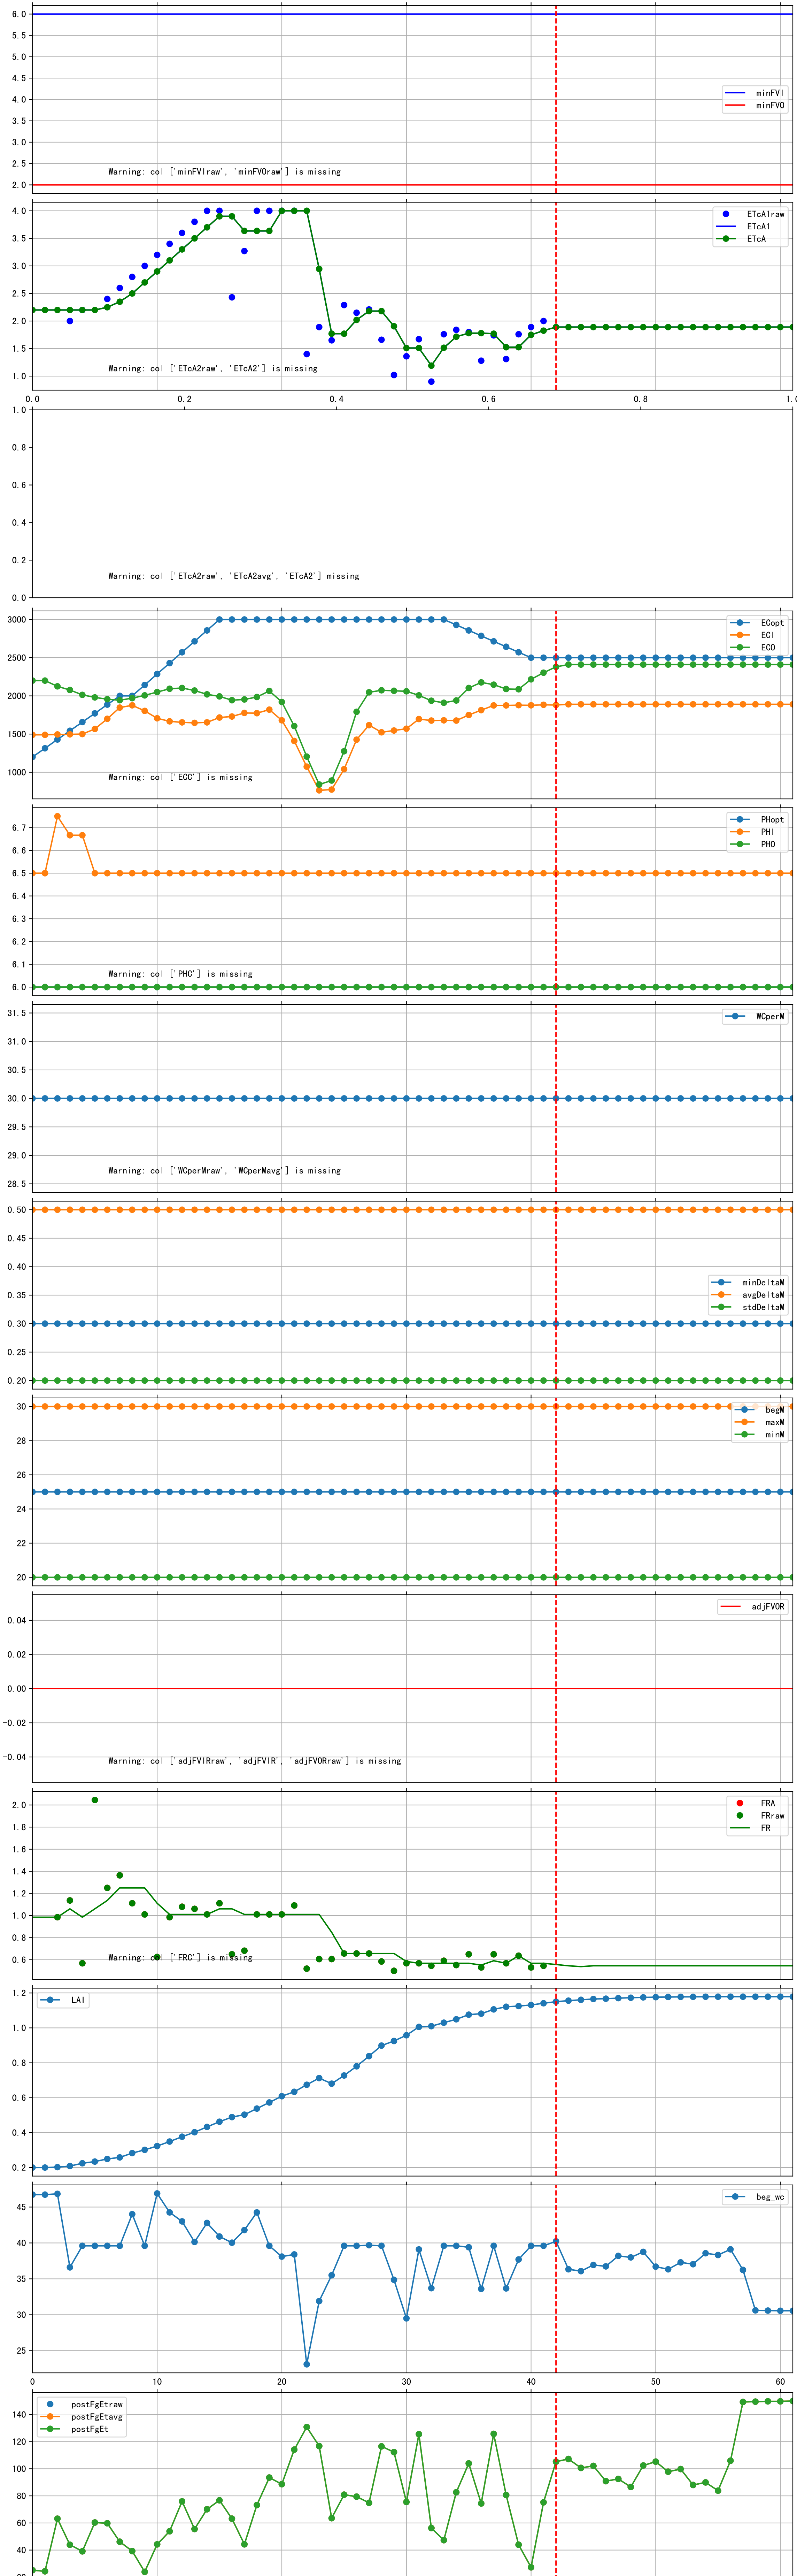 6.0
5.5
5.0
4.5
4.0
3.5
3.0
2.5
2.0
minFVI
minFVO
Warning: col ['minFVIraw', 'minFVOraw'] is missing
4.0
3.5
3.0
2.5
2.0
1.5
1.0
ETcA1raw
ETcA1
ETcA
Warning: col ['ETcA2raw', 'ETcA2'] is missing
0.0 0.2 0.4 0.6 0.8 1.0
1.0
0.8
0.6
0.4
0.2
0.0
Warning: col ['ETcA2raw', 'ETcA2avg', 'ETcA2'] missing
3000
2500
2000
1500
1000
ECopt
ECI
ECO
Warning: col ['ECC'] is missing
6.7
6.6
6.5
6.4
6.3
6.2
6.1
6.0
PHopt
PHI
PHO
Warning: col ['PHC'] is missing
31.5
31.0
30.5
30.0
29.5
29.0
28.5
WCperM
Warning: col ['WCperMraw', 'WCperMavg'] is missing
0.50
0.45
0.40
0.35
0.30
0.25
0.20
minDeltaM
avgDeltaM
stdDeltaM
30
28
26
24
22
20
begM
maxM
minM
0.04
0.02
0.00
-0.02
-0.04
adjFVOR
Warning: col ['adjFVIRraw', 'adjFVIR', 'adjFVORraw'] is missing
2.0
1.8
1.6
1.4
1.2
1.0
0.8
0.6
FRA
FRraw
FR
Warning: col ['FRC'] is missing
1.2
1.0
0.8
0.6
0.4
0.2
LAI
45
40
35
30
25
beg_wc
0 10 20 30 40 50 60
140
120
100
80
60
40
postFgEtraw
postFgEtavg
postFgEt